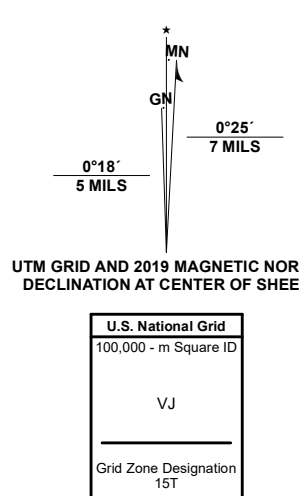 ★
MN
GN
0°25´
7 MILS
0°18´
5 MILS
UTM GRID AND 2019 MAGNETIC NOR
DECLINATION AT CENTER OF SHEE
U.S. National Grid
100,000 - m Square ID
VJ
Grid Zone Designation
15T